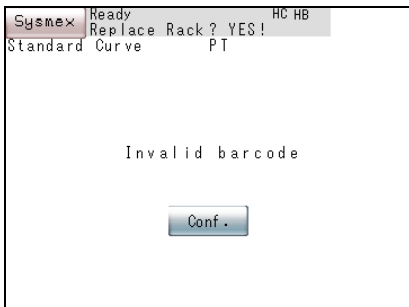 Sysmex
Ready HC HB
Replace Rack? YES!
Standard Curve PT
Invalid barcode
Conf.